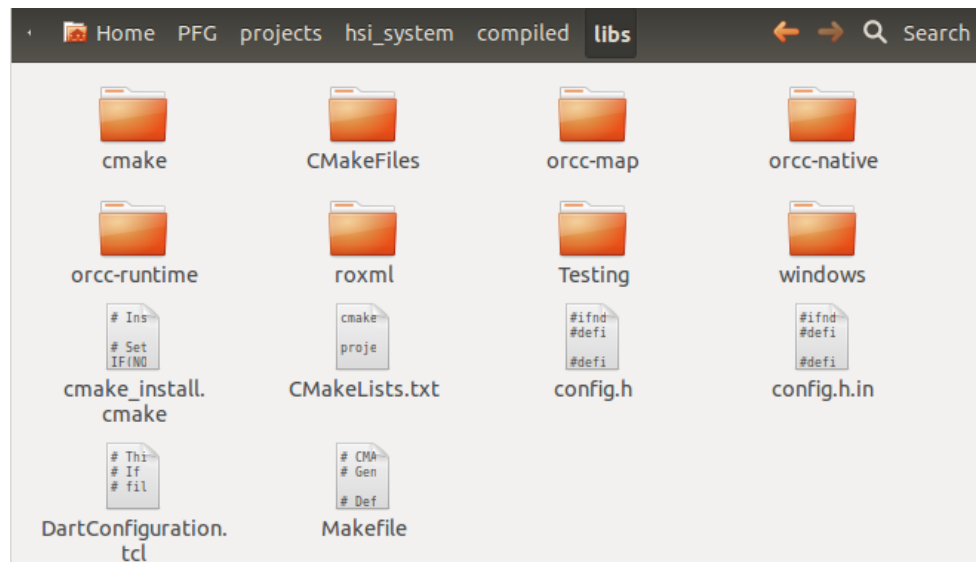 Home PFG projects hsi_system compiled libs Search
cmake CMakeFiles orcc-map orcc-native
orcc-runtime roxml Testing windows
# Ins cmake #ifnd #ifnd
#defi #defi
# Set proje
IF(NO #defi #defi
cmake_install. CMakeLists.txt config.h config.h.in
cmake
# Thi # CMA
# If # Gen
# fil
# Def
DartConfiguration. Makefile
tcl